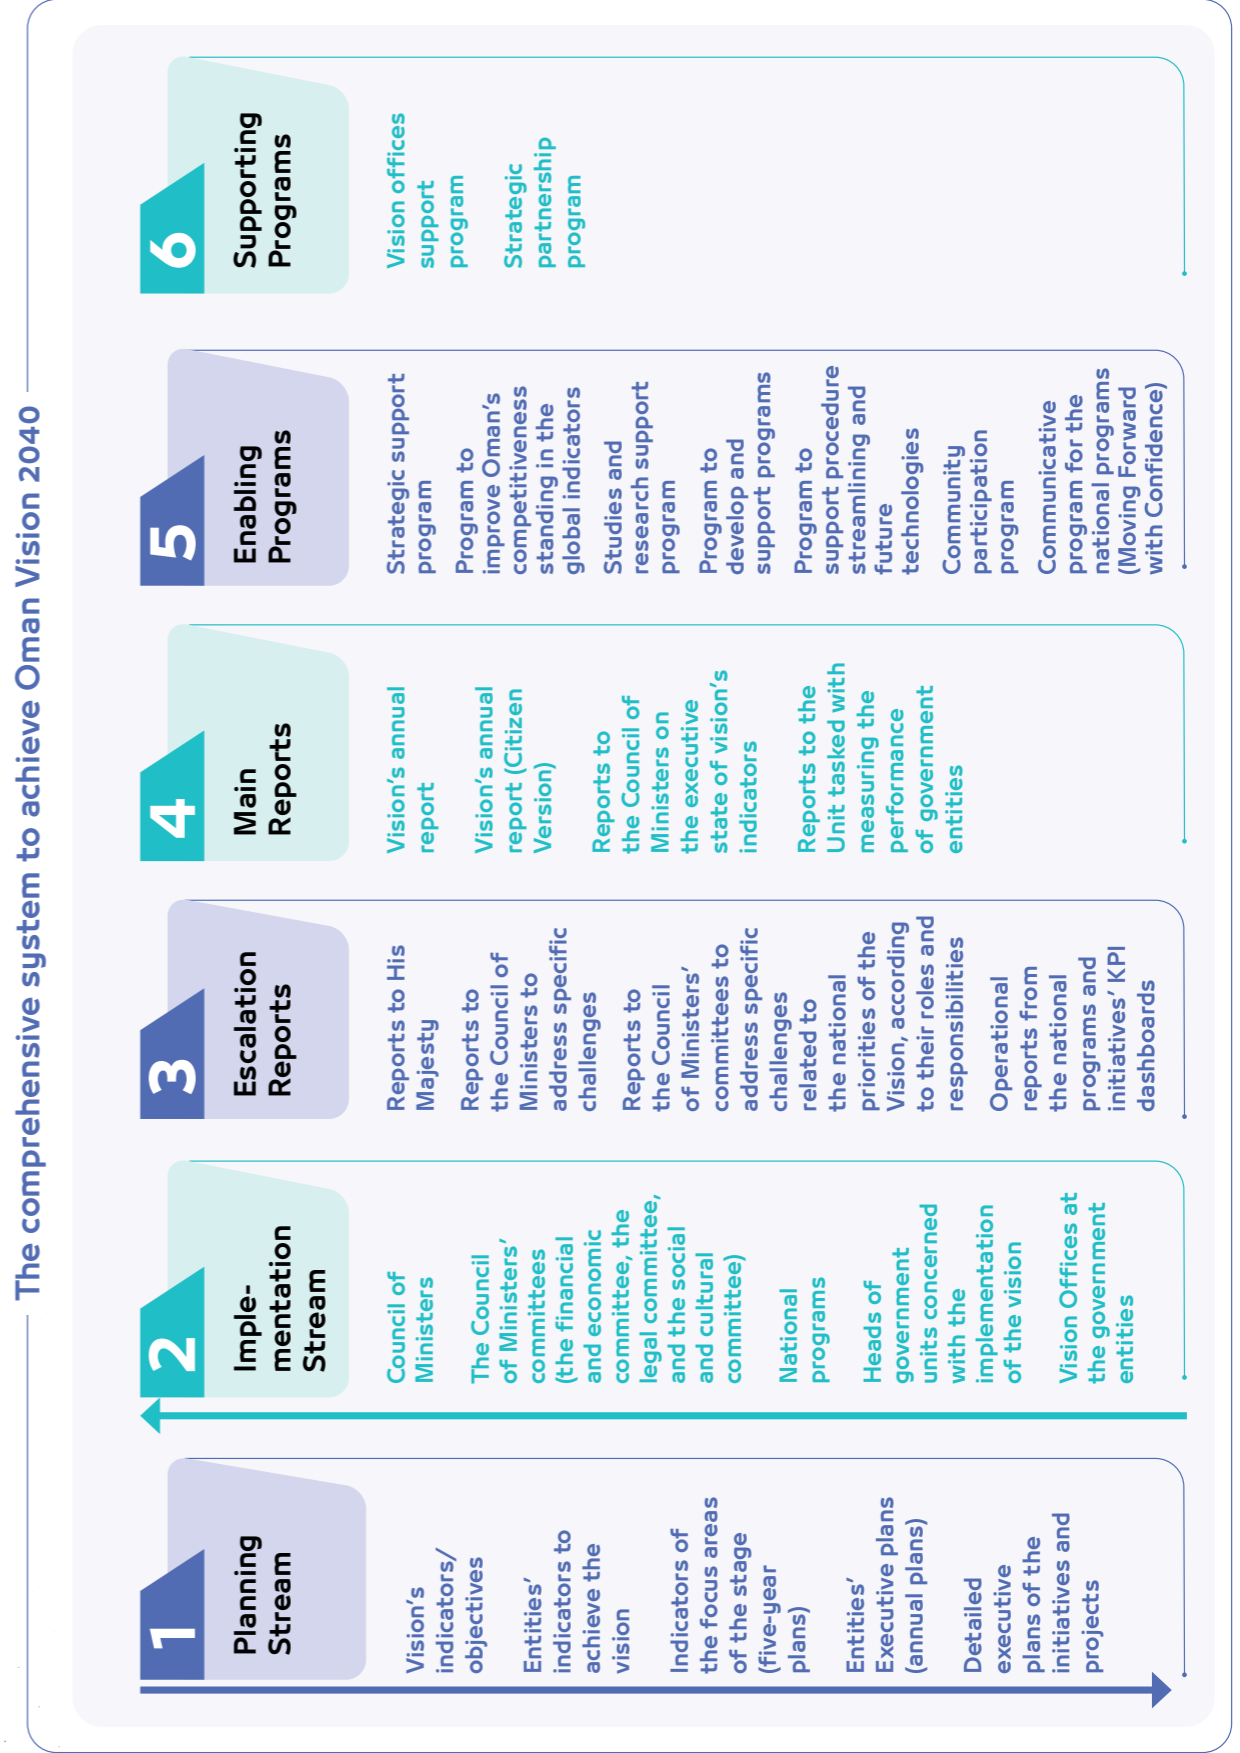 The comprehensive system to achieve Oman Vision 2040
1
Planning
Stream
Vision's
indicators/
objectives
Entities'
indicators to
achieve the
vision
Indicators of
the focus areas
of the stage
(five-year
plans)
Entities'
Executive plans
(annual plans)
Detailed
executive
plans of the
initiatives and
projects
2
Imple-
mentation
Stream
Council of
Ministers
The Council
of Ministers'
committees
(the financial
and economic
committee, the
legal committee,
and the social
and cultural
committee)
National
programs
Heads of
government
units concerned
with the
implementation
of the vision
Vision Offices at
the government
entities
3
Escalation
Reports
Reports to His
Majesty
Reports to
the Council of
Ministers to
address specific
challenges
Reports to
the Council
of Ministers'
committees to
address specific
challenges
related to
the national
priorities of the
Vision, according
to their roles and
responsibilities
Operational
reports from
the national
programs and
initiatives' KPI
dashboards
4
Main
Reports
Vision's annual
report
Vision's annual
report (Citizen
Version)
Reports to
the Council of
Ministers on
the executive
state of vision's
indicators
Reports to the
Unit tasked with
measuring the
performance
of government
entities
5
Enabling
Programs
Strategic support
program
Program to
improve Oman's
competitiveness
standing in the
global indicators
Studies and
research support
program
Program to
develop and
support programs
Program to
support procedure
streamlining and
future
technologies
Community
participation
program
Communicative
program for the
national programs
(Moving Forward
with Confidence)
6
Supporting
Programs
Vision offices
support
program
Strategic
partnership
program